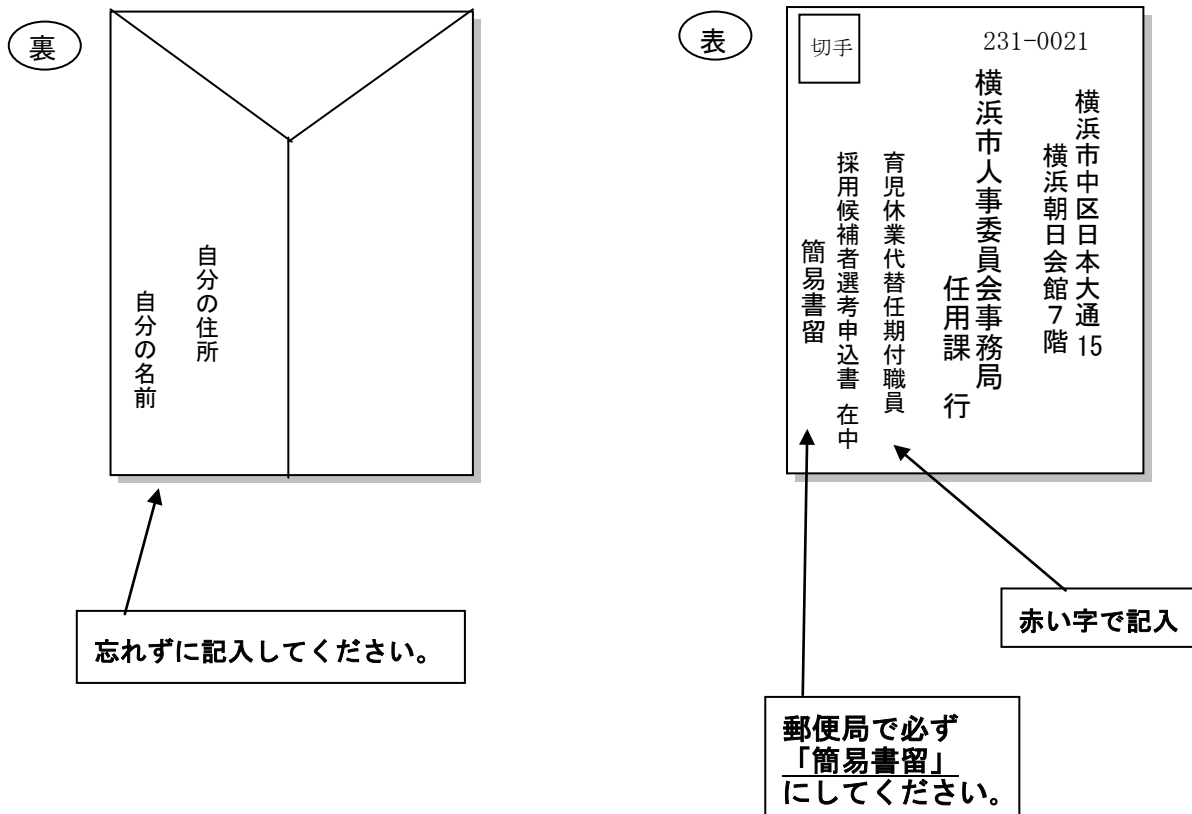 裏
自分の住所
自分の名前
忘れずに記入してください。
表
切手
231-0021
横浜市中区日本大通15
横浜朝日会館7階
横浜市人事委員会事務局
任用課 行
育児休業代替任期付職員
採用候補者選考申込書 在中
簡易書留
赤い字で記入
郵便局で必ず
「簡易書留」
にしてください。